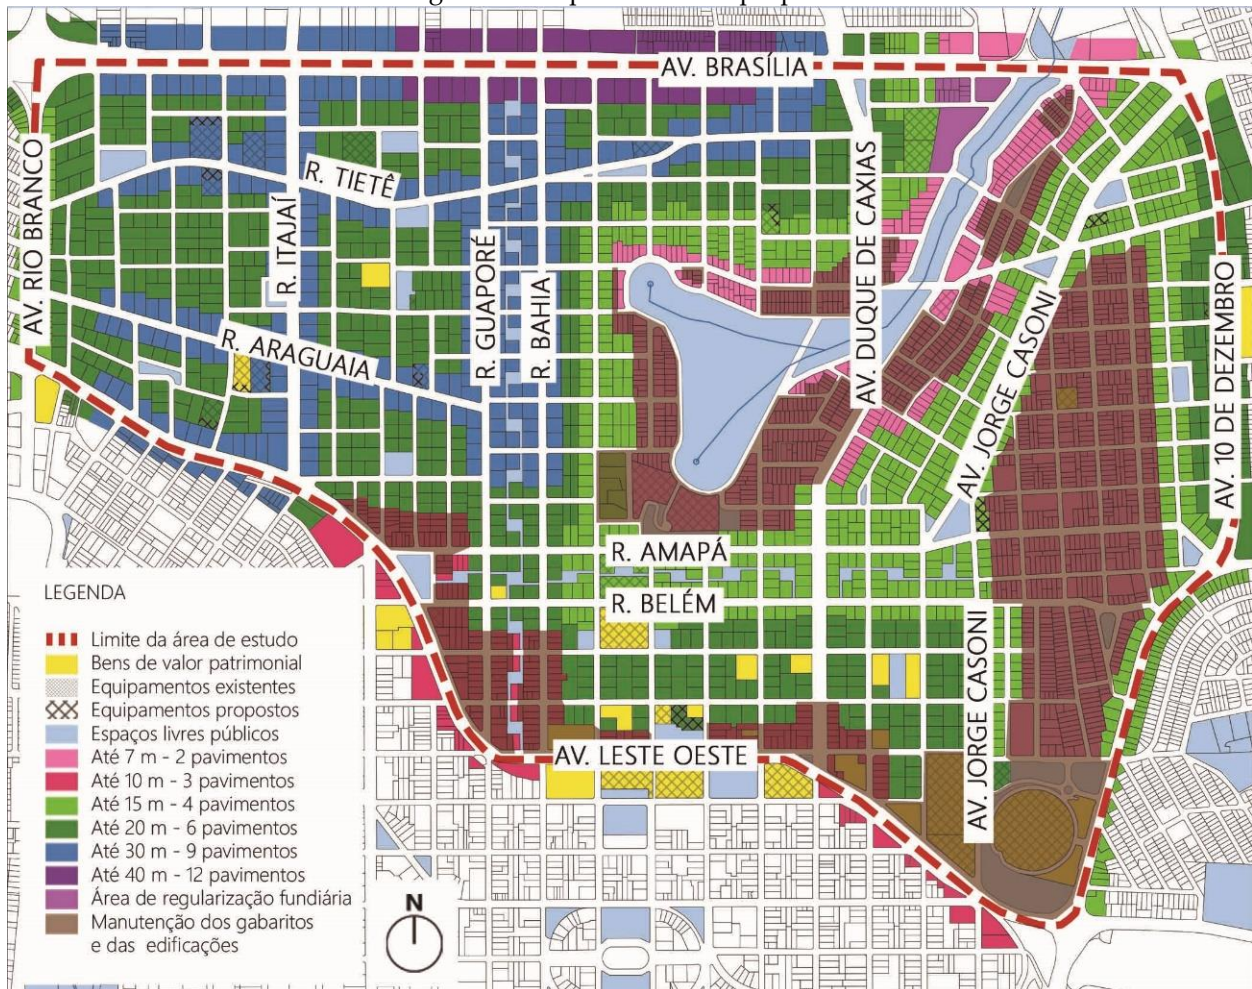 AV. BRASÍLIA
AV. RIO BRANCO
R. TIETÊ
R. ITAJAÍ
R. GUAPORÉ
R. BAHIA
AV. DUQUE DE CAXIAS
R. ARAGUAIA
AV. JORGE CASONI
AV. 10 DE DEZEMBRO
R. AMAPÁ
R. BELÉM
AV. JORGE CASONI
AV. LESTE OESTE
LEGENDA
Limite da área de estudo
Bens de valor patrimonial
Equipamentos existentes
Equipamentos propostos
Espaços livres públicos
Até 7 m - 2 pavimentos
Até 10 m - 3 pavimentos
Até 15 m - 4 pavimentos
Até 20 m - 6 pavimentos
Até 30 m - 9 pavimentos
Até 40 m - 12 pavimentos
Área de regularização fundiária
Manutenção dos gabaritos
e das edificações
N